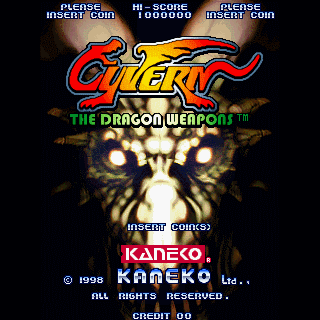 PLEASE HI-SCORE PLEASE
INSERT COIN 1000000 INSERT COIN
CYVERN
THE DRAGON WEAPONS™
INSERT COIN(S)
KANEKO®
© 1998 KANEKO Ltd.,
ALL RIGHTS RESERVED.
CREDIT 00